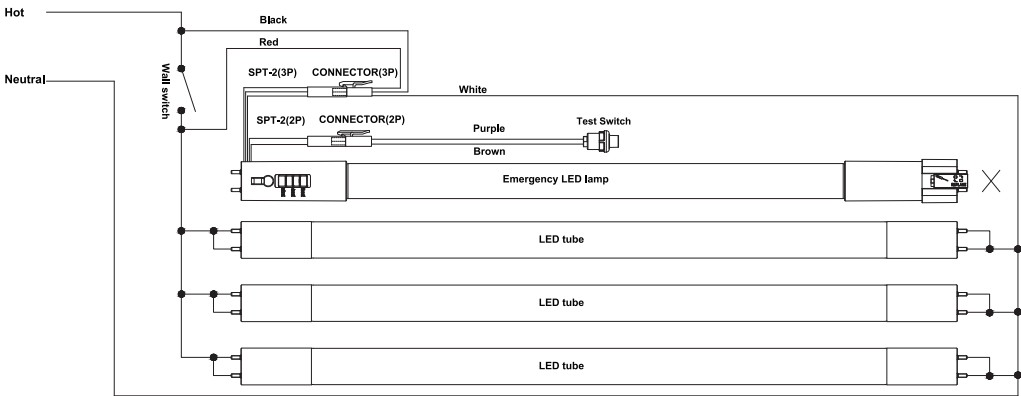 Hot
Black
Red
Neutral
Wall switch
SPT-2(3P) CONNECTOR(3P)
White
SPT-2(2P) CONNECTOR(2P)
Purple
Test Switch
Brown
Emergency LED lamp
LED tube
LED tube
LED tube